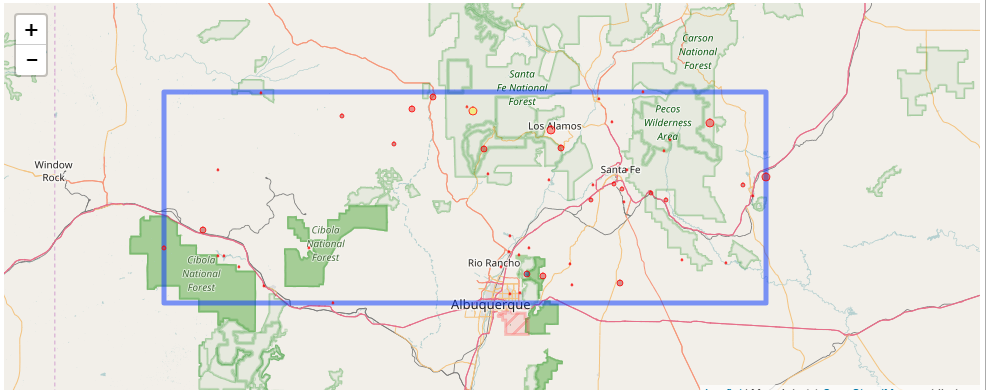 +
−
Carson
National
Forest
Santa
Fe National
Forest
Pecos
Wilderness
Area
Los Alamos
Window
Rock
Santa Fe
Cibola
National
Forest
Cibola
National
Forest
Rio Rancho
Albuquerque